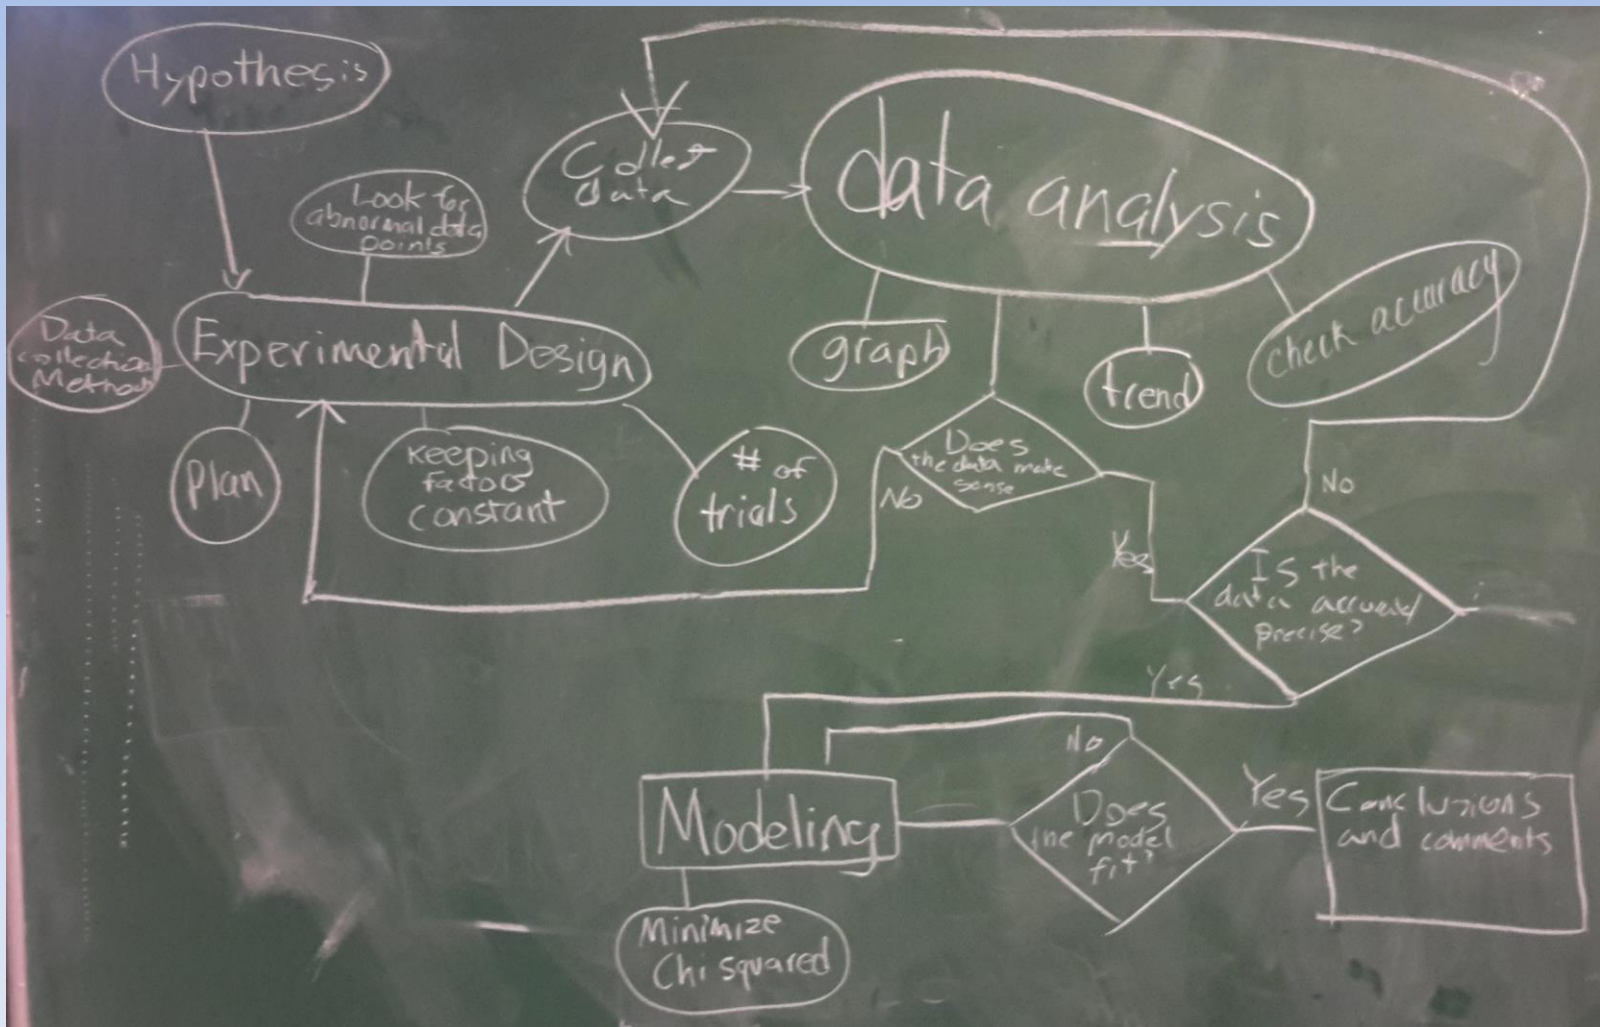 Hypothesis
Look for
abnormal data
points
Collect
data
data analysis
Data
collection
Methods
Experimental Design
graph
trend
check accuracy
Plan
Keeping
factors
constant
# of
trials
Does
the data make
sense
No
Yes
No
Is the
data accurate/
precise?
Yes
Modeling
No
Does
the model
fit?
Yes
Conclusions
and comments
Minimize
Chi squared